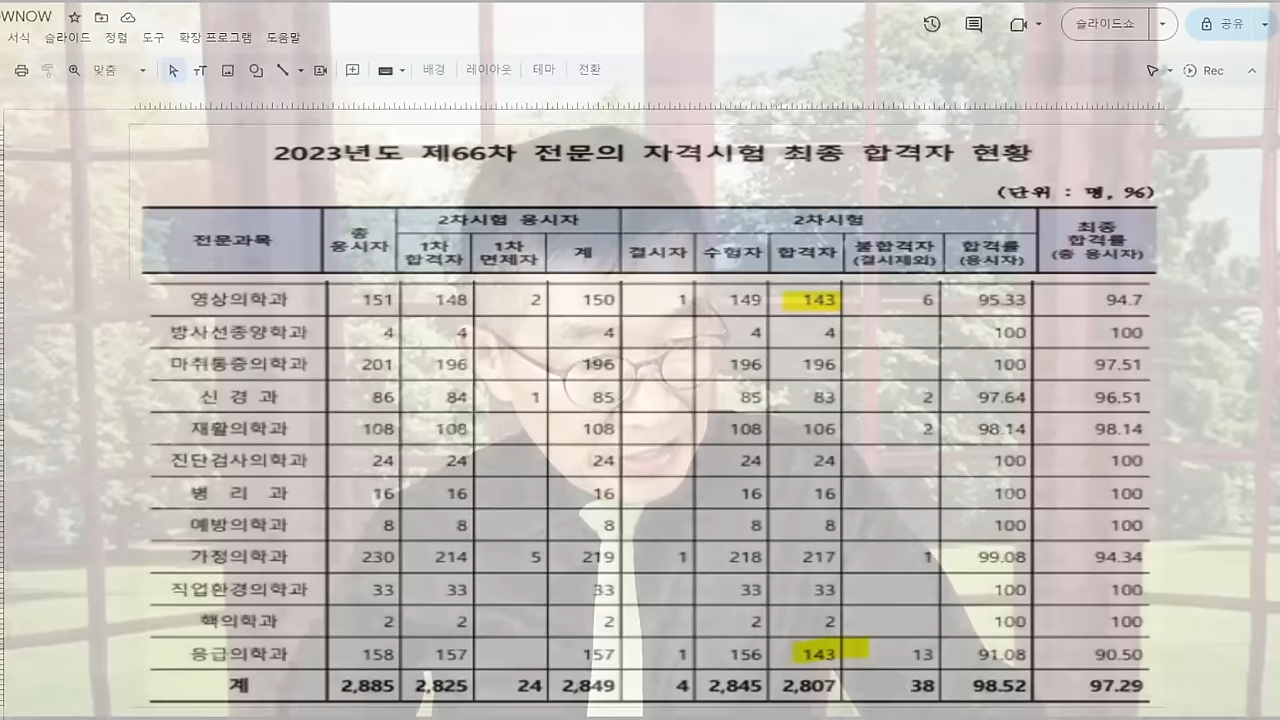 OWNOW
서식 슬라이드 정렬 도구 확장 프로그램 도움말
슬라이드쇼 공유
맞춤 배경 레이아웃 테마 전환 Rec
2023년도 제66차 전문의 자격시험 최종 합격자 현황
(단위 : 명, %)
전문과목 총 응시자 2차시험 응시자 2차시험 최종 합격률 (총 응시자)
1차 합격자 1차 면제자 계 결시자 수험자 합격자 불합격자 (결시제외) 합격률 (응시자)
영상의학과 151 148 2 150 1 149 143 6 95.33 94.7
방사선종양학과 4 4 4 4 4 100 100
마취통증의학과 201 196 196 196 196 100 97.51
신 경 과 86 84 1 85 85 83 2 97.64 96.51
재활의학과 108 108 108 108 106 2 98.14 98.14
진단검사의학과 24 24 24 24 24 100 100
병 리 과 16 16 16 16 16 100 100
예방의학과 8 8 8 8 8 100 100
가정의학과 230 214 5 219 1 218 217 1 99.08 94.34
직업환경의학과 33 33 33 33 33 100 100
핵의학과 2 2 2 2 2 100 100
응급의학과 158 157 157 1 156 143 13 91.08 90.50
계 2,885 2,825 24 2,849 4 2,845 2,807 38 98.52 97.29